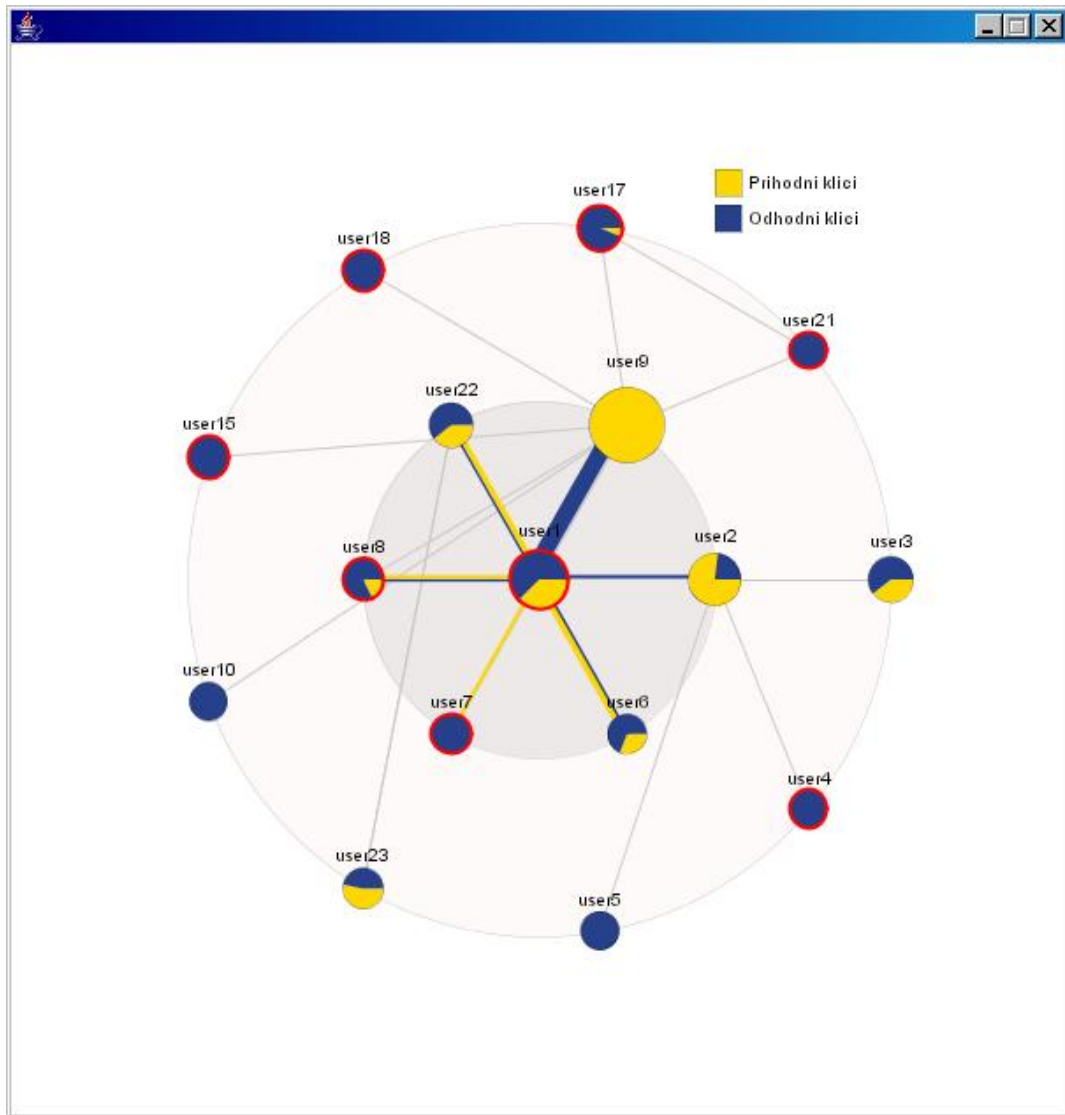 user17
Prihodni klici
Odhodni klici
user18
user21
user9
user22
user15
user1
user2
user3
user8
user10
user7
user6
user4
user23
user5